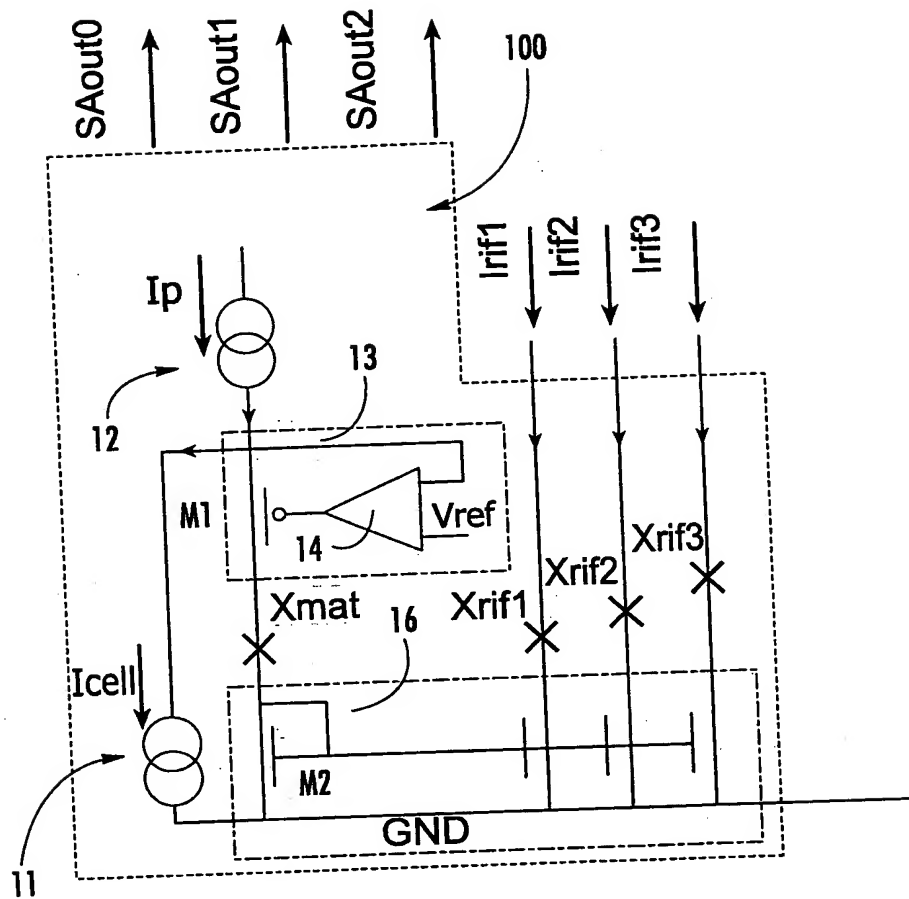 SAout0
SAout1
SAout2
100
Irif1
Irif2
Irif3
Ip
12
13
M1
14
Vref
Xmat
Xrif1
Xrif2
Xrif3
16
Icell
M2
GND
11